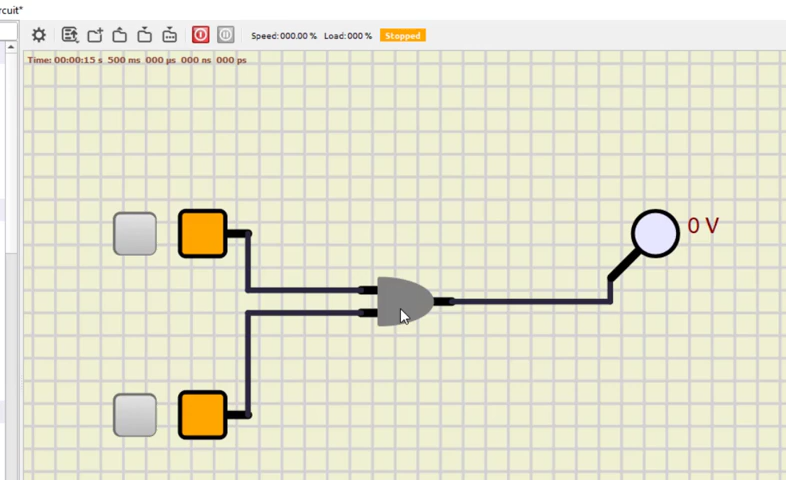 rcuit*
Speed: 000.00 % Load: 000 % Stopped
Time: 00:00:15 s 500 ms 000 µs 000 ns 000 ps
0 V